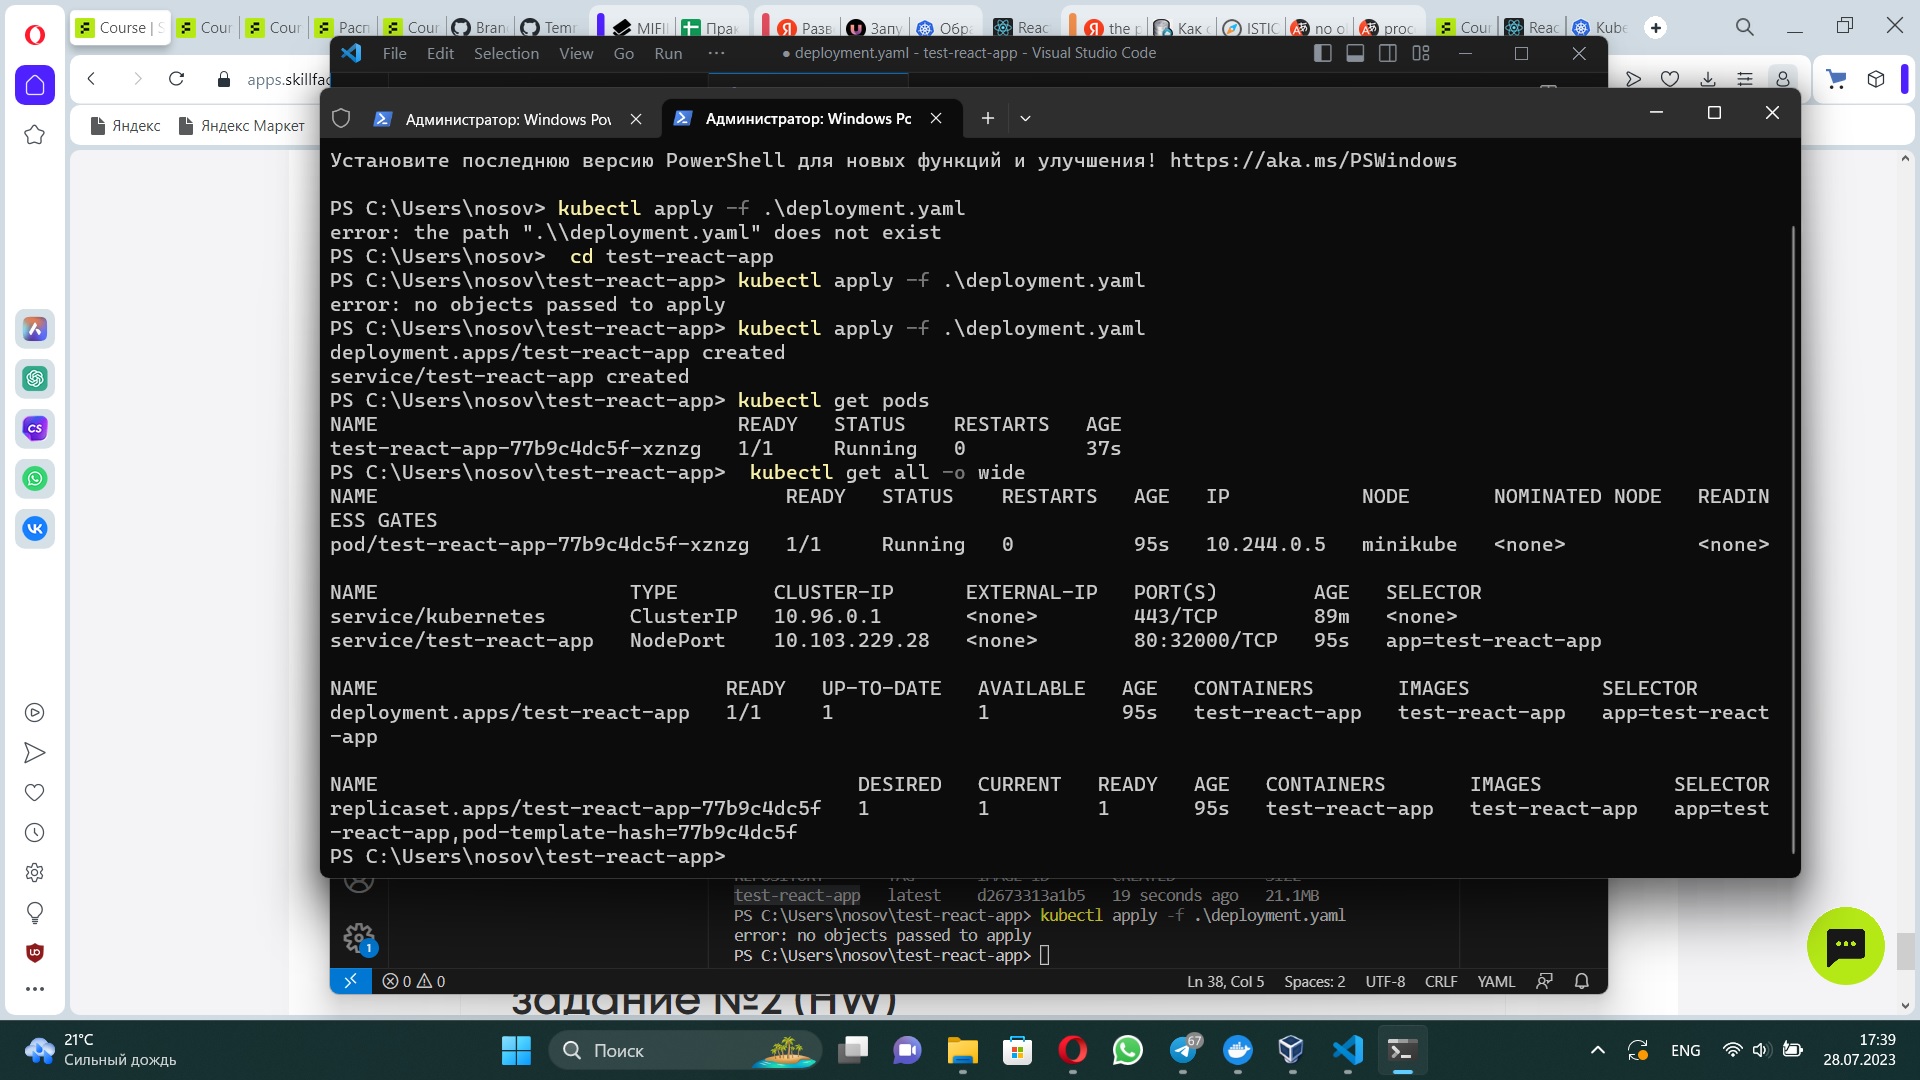 Course | S
Cour
Cour
Расп
Cour
Bran
Tem
MIFII
Прак
Разв
Запу
Обра
Reac
the p
Как с
ISTIC
no o
proc
Cour
Reac
Kube
File Edit Selection View Go Run ···
● deployment.yaml - test-react-app - Visual Studio Code
apps.skillfac
Яндекс
Яндекс Маркет
Администратор: Windows Pov
Администратор: Windows Pc
Установите последнюю версию PowerShell для новых функций и улучшения! https://aka.ms/PSWindows
PS C:\Users\nosov> kubectl apply -f .\deployment.yaml
error: the path ".\\deployment.yaml" does not exist
PS C:\Users\nosov>  cd test-react-app
PS C:\Users\nosov\test-react-app> kubectl apply -f .\deployment.yaml
error: no objects passed to apply
PS C:\Users\nosov\test-react-app> kubectl apply -f .\deployment.yaml
deployment.apps/test-react-app created
service/test-react-app created
PS C:\Users\nosov\test-react-app> kubectl get pods
NAME                              READY   STATUS    RESTARTS   AGE
test-react-app-77b9c4dc5f-xznzg   1/1     Running   0          37s
PS C:\Users\nosov\test-react-app>  kubectl get all -o wide
NAME                                  READY   STATUS    RESTARTS   AGE   IP           NODE       NOMINATED NODE   READIN
ESS GATES
pod/test-react-app-77b9c4dc5f-xznzg   1/1     Running   0          95s   10.244.0.5   minikube   <none>           <none>
NAME                     TYPE        CLUSTER-IP      EXTERNAL-IP   PORT(S)        AGE   SELECTOR
service/kubernetes       ClusterIP   10.96.0.1       <none>        443/TCP        89m   <none>
service/test-react-app   NodePort    10.103.229.28   <none>        80:32000/TCP   95s   app=test-react-app
NAME                             READY   UP-TO-DATE   AVAILABLE   AGE   CONTAINERS       IMAGES           SELECTOR
deployment.apps/test-react-app   1/1     1            1           95s   test-react-app   test-react-app   app=test-react
-app
NAME                                        DESIRED   CURRENT   READY   AGE   CONTAINERS       IMAGES           SELECTOR
replicaset.apps/test-react-app-77b9c4dc5f   1         1         1       95s   test-react-app   test-react-app   app=test
-react-app,pod-template-hash=77b9c4dc5f
PS C:\Users\nosov\test-react-app>
test-react-app   latest   d2673313a1b5   19 seconds ago   21.1MB
PS C:\Users\nosov\test-react-app> kubectl apply -f .\deployment.yaml
error: no objects passed to apply
PS C:\Users\nosov\test-react-app>
1
0 0
Ln 38, Col 5
Spaces: 2
UTF-8
CRLF
YAML
задание №2 (HW)
CS
21°C
Сильный дождь
Поиск
67
ENG
17:39
28.07.2023